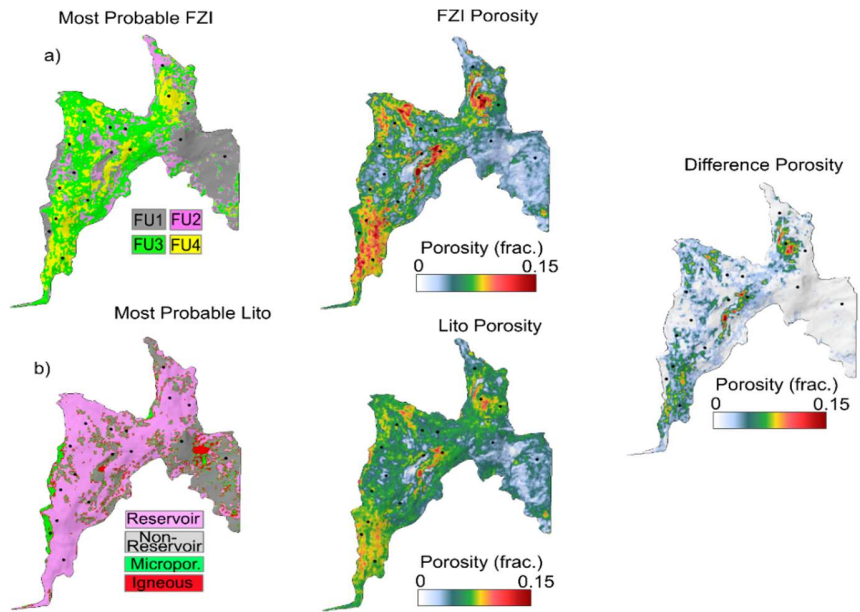 Most Probable FZI
FZI Porosity
a)
Difference Porosity
FU1 FU2
FU3 FU4
Porosity (frac.)
0 0.15
Most Probable Lito
Lito Porosity
b)
Porosity (frac.)
0 0.15
Reservoir
Non-
Reservoir
Micropor.
Igneous
Porosity (frac.)
0 0.15